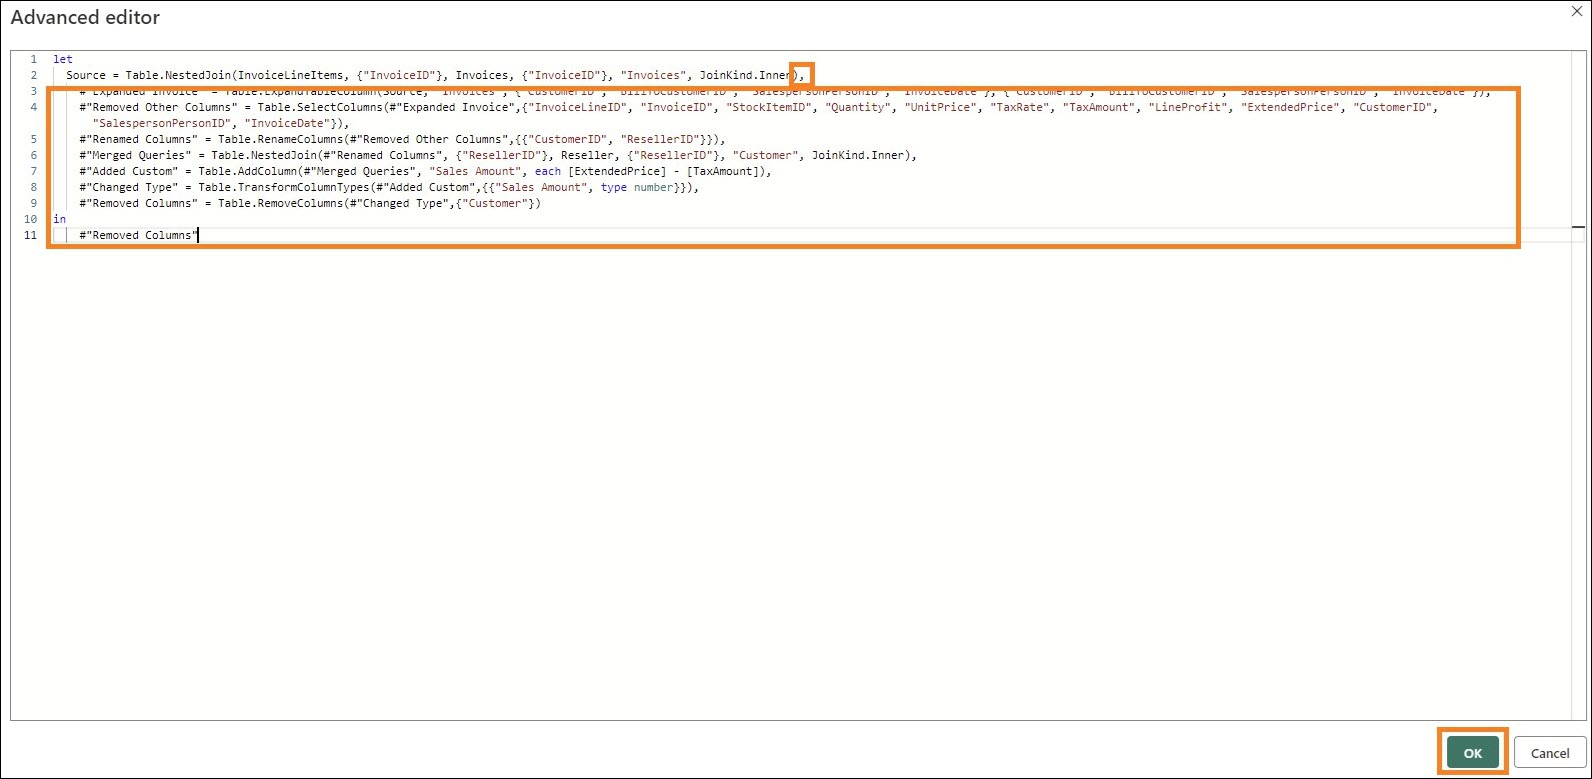 Advanced editor
1 let
2 Source = Table.NestedJoin(InvoiceLineItems, {"InvoiceID"}, Invoices, {"InvoiceID"}, "Invoices", JoinKind.Inner),
3 #"Expanded Invoice" = Table.ExpandTableColumn(Source, "Invoices", {"CustomerID", "BillToCustomerID", "SalespersonPersonID", "InvoiceDate"}, {"CustomerID", "BillToCustomerID", "SalespersonPersonID", "InvoiceDate"}),
4 #"Removed Other Columns" = Table.SelectColumns(#"Expanded Invoice",{"InvoiceLineID", "InvoiceID", "StockItemID", "Quantity", "UnitPrice", "TaxRate", "TaxAmount", "LineProfit", "ExtendedPrice", "CustomerID",
"SalespersonPersonID", "InvoiceDate"}),
5 #"Renamed Columns" = Table.RenameColumns(#"Removed Other Columns",{{"CustomerID", "ResellerID"}}),
6 #"Merged Queries" = Table.NestedJoin(#"Renamed Columns", {"ResellerID"}, Reseller, {"ResellerID"}, "Customer", JoinKind.Inner),
7 #"Added Custom" = Table.AddColumn(#"Merged Queries", "Sales Amount", each [ExtendedPrice] - [TaxAmount]),
8 #"Changed Type" = Table.TransformColumnTypes(#"Added Custom",{{"Sales Amount", type number}}),
9 #"Removed Columns" = Table.RemoveColumns(#"Changed Type",{"Customer"})
10 in
11 #"Removed Columns"
OK Cancel